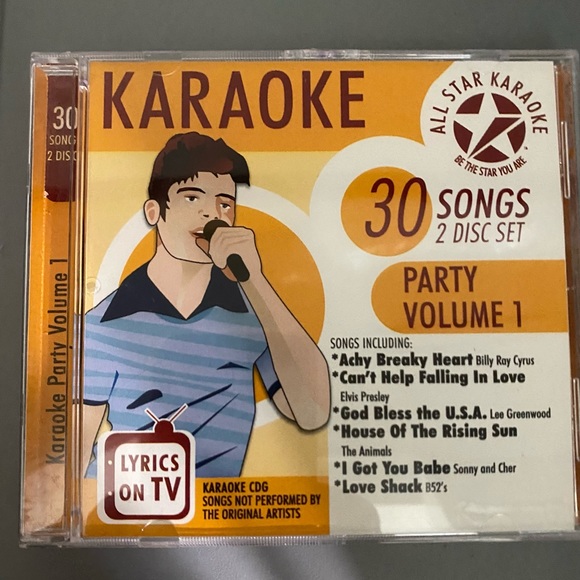 KARAOKE
ALL STAR KARAOKE
BE THE STAR YOU ARE
30
SONGS
2 DISC
Karaoke Party Volume 1
30 SONGS
2 DISC SET
PARTY
VOLUME 1
SONGS INCLUDING:
*Achy Breaky Heart Billy Ray Cyrus
*Can't Help Falling In Love
Elvis Presley
*God Bless the U.S.A. Lee Greenwood
*House Of The Rising Sun
The Animals
*I Got You Babe Sonny and Cher
*Love Shack B52's
LYRICS
ON TV
KARAOKE CDG
SONGS NOT PERFORMED BY
THE ORIGINAL ARTISTS